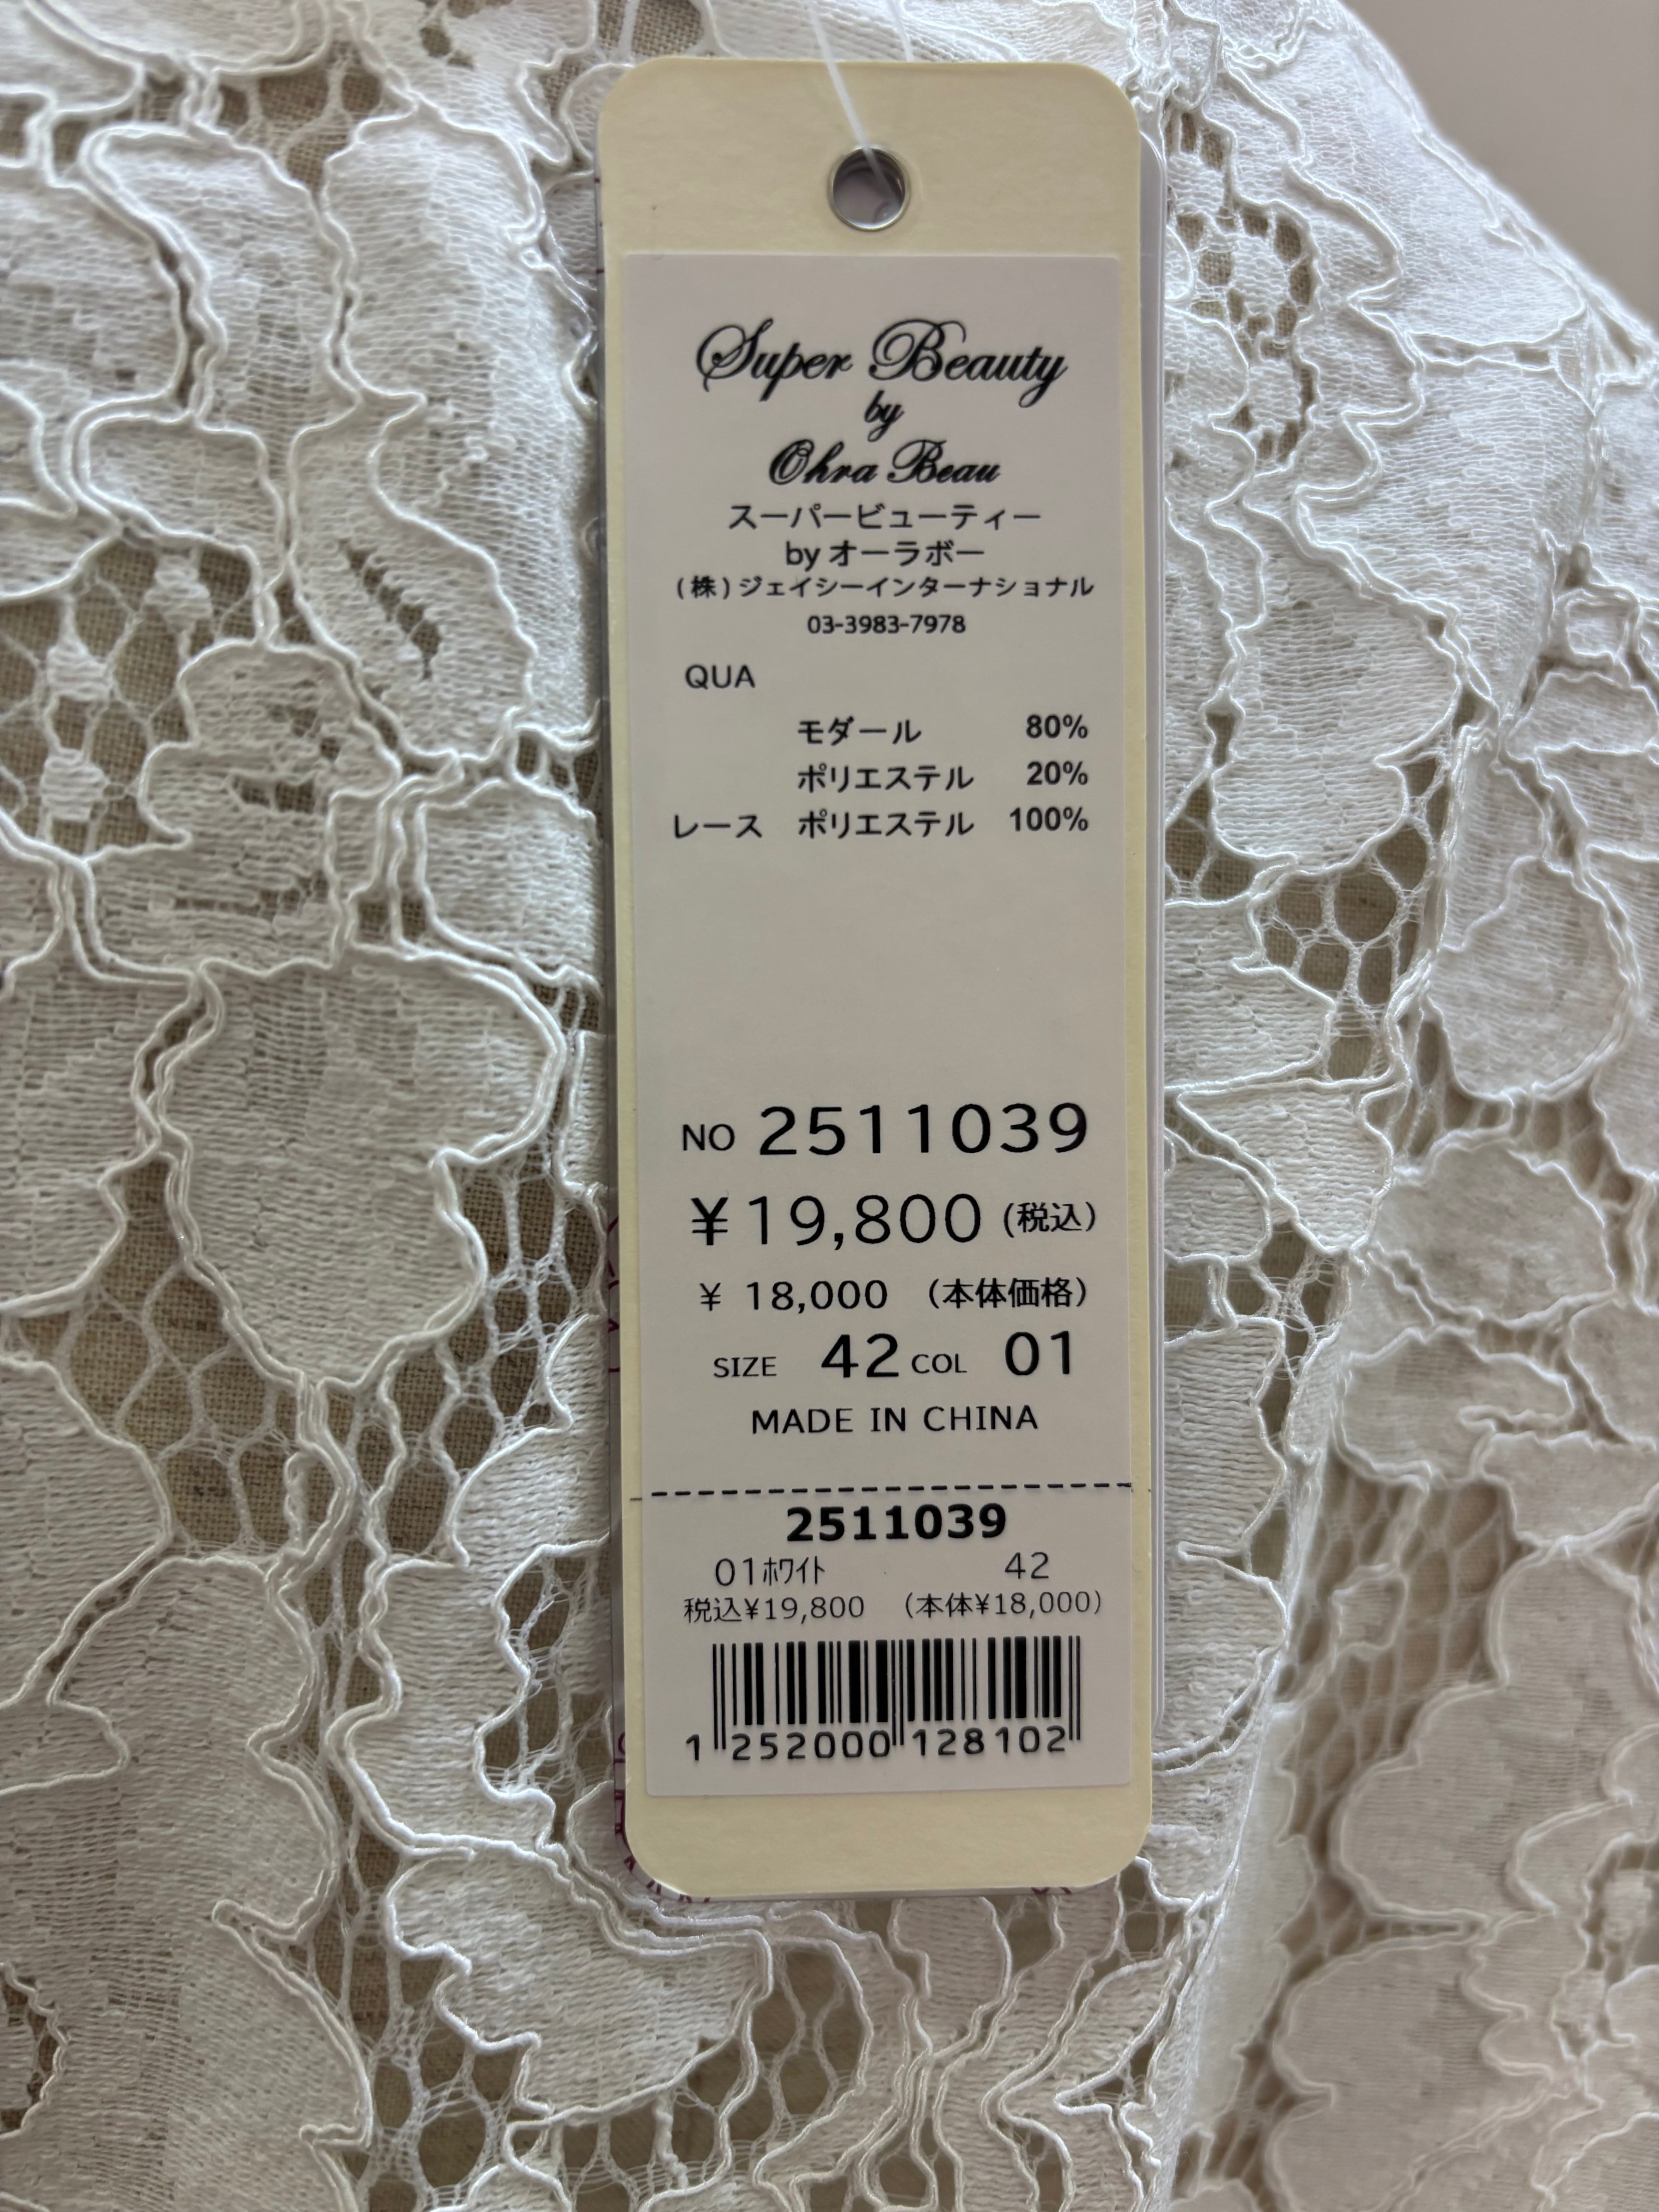 Super Beauty
by
Ohra Beau
スーパービューティー
by オーラボー
(株)ジェイシーインターナショナル
03-3983-7978
QUA
モダール 80%
ポリエステル 20%
レース ポリエステル 100%
NO 2511039
¥19,800 (税込)
¥ 18,000 (本体価格)
SIZE 42 COL 01
MADE IN CHINA
2511039
01ﾎﾜｲﾄ 42
税込¥19,800 (本体¥18,000)
1 252000 128102